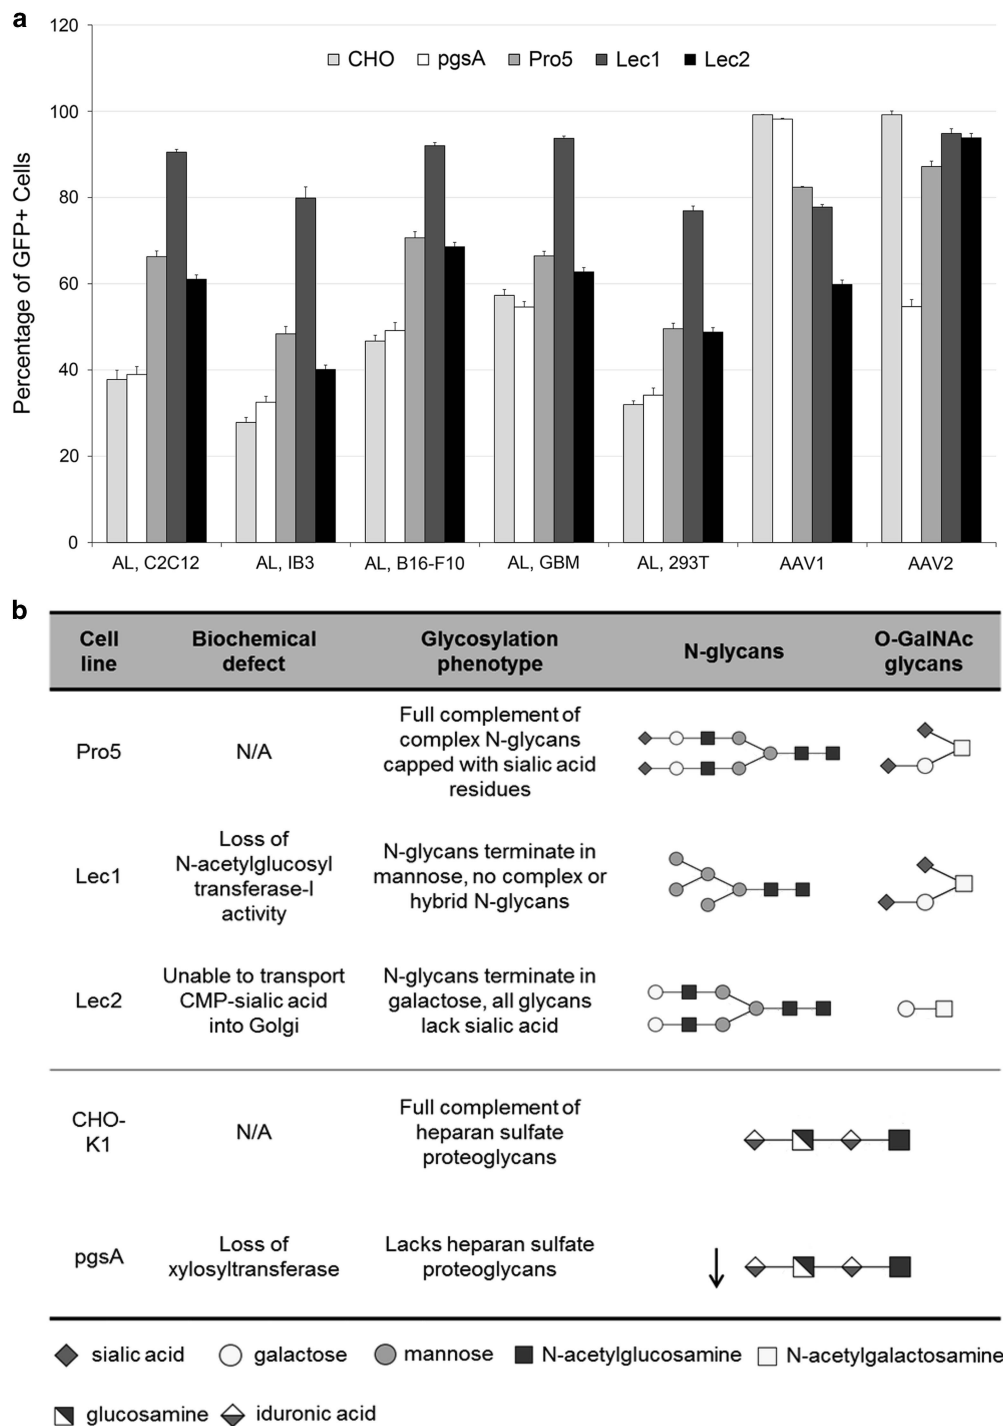 a
120
100
80
60
40
20
0
Percentage of GFP+ Cells
CHO pgsA Pro5 Lec1 Lec2
AL, C2C12 AL, IB3 AL, B16-F10 AL, GBM AL, 293T AAV1 AAV2
b
Cell line
Biochemical defect
Glycosylation phenotype
N-glycans
O-GalNAc glycans
Pro5
N/A
Full complement of
complex N-glycans
capped with sialic acid
residues
Lec1
Loss of
N-acetylglucosyl
transferase-I
activity
N-glycans terminate in
mannose, no complex or
hybrid N-glycans
Lec2
Unable to transport
CMP-sialic acid
into Golgi
N-glycans terminate in
galactose, all glycans
lack sialic acid
CHO-
K1
N/A
Full complement of
heparan sulfate
proteoglycans
pgsA
Loss of
xylosyltransferase
Lacks heparan sulfate
proteoglycans
sialic acid galactose mannose N-acetylglucosamine N-acetylgalactosamine
glucosamine iduronic acid